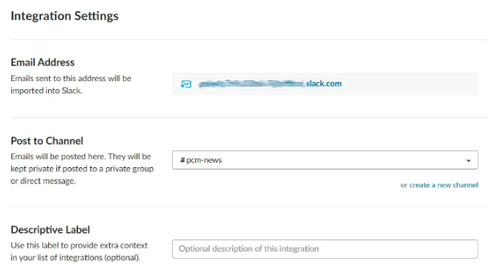 Integration Settings
Email Address
Emails sent to this address will be
imported into Slack.
slack.com
Post to Channel
Emails will be posted here. They will be
kept private if posted to a private group
or direct message.
#pcm-news
or create a new channel
Descriptive Label
Use this label to provide extra context
in your list of integrations (optional).
Optional description of this integration